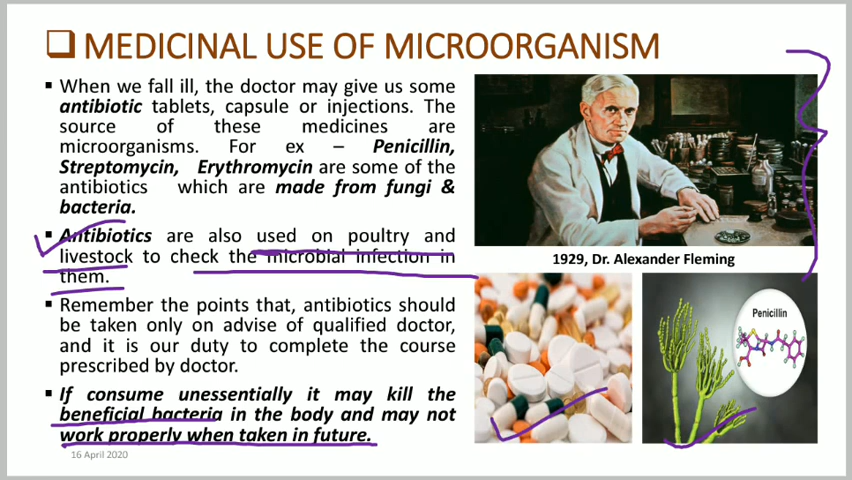 MEDICINAL USE OF MICROORGANISM
▪ When we fall ill, the doctor may give us some
antibiotic tablets, capsule or injections. The
source of these medicines are
microorganisms. For ex – Penicillin,
Streptomycin, Erythromycin are some of the
antibiotics which are made from fungi &
bacteria.
▪ Antibiotics are also used on poultry and
livestock to check the microbial infection in
them.
▪ Remember the points that, antibiotics should
be taken only on advise of qualified doctor,
and it is our duty to complete the course
prescribed by doctor.
▪ If consume unessentially it may kill the
beneficial bacteria in the body and may not
work properly when taken in future.
16 April 2020
1929, Dr. Alexander Fleming
Penicillin